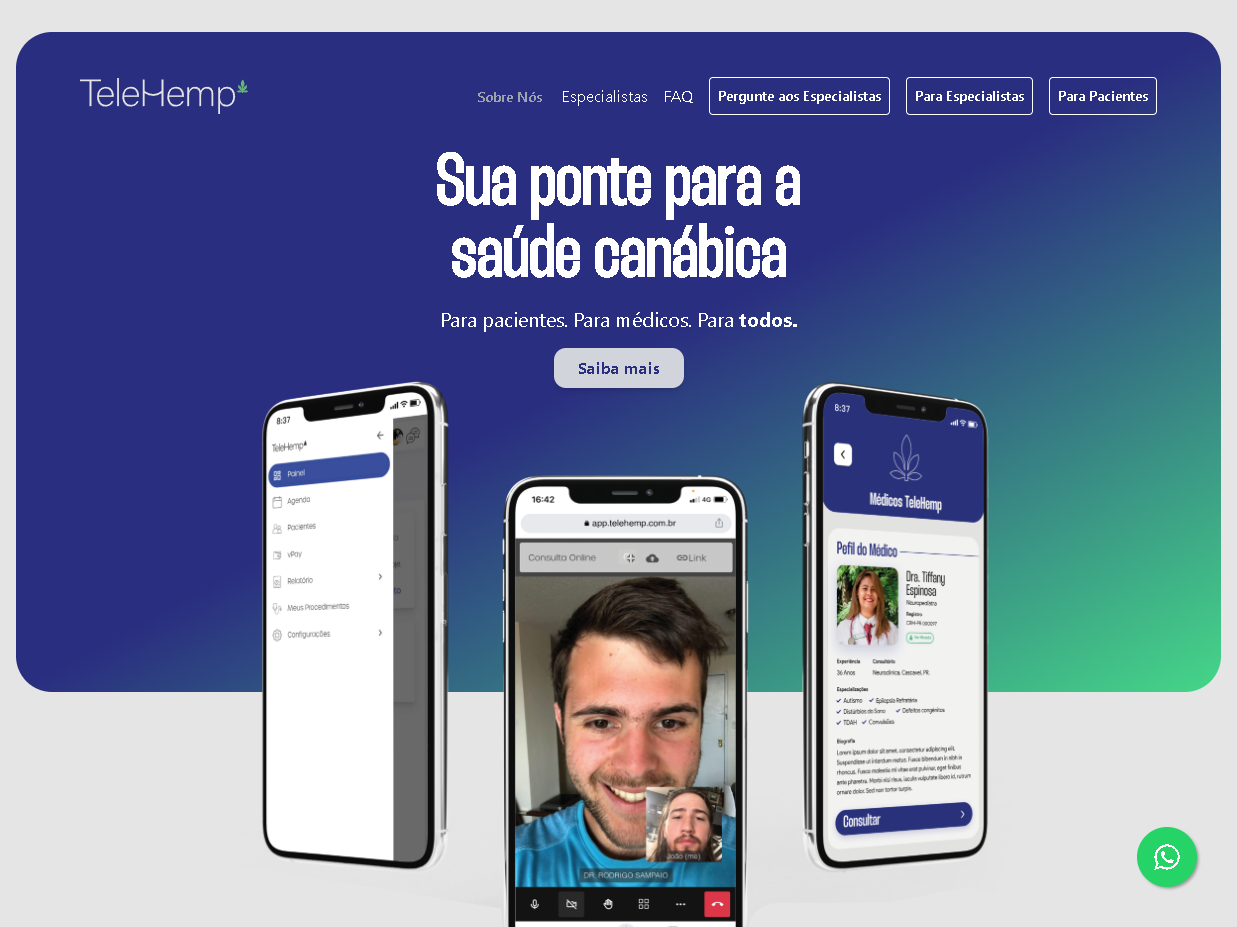 TeleHemp
Sobre Nós
Especialistas
FAQ
Pergunte aos Especialistas
Para Especialistas
Para Pacientes
Sua ponte para a
saúde canábica
Para pacientes. Para médicos. Para todos.
Saiba mais
8:37
TeleHemp
Painel
Agenda
Pacientes
vPay
Relatório
Meus Procedimentos
Configurações
16:42
4G
app.telehemp.com.br
Consulta Online
Link
João (me)
DR. RODRIGO SAMPAIO
8:37
Médicos TeleHemp
Pefil do Médico
Dra. Tiffany
Espinosa
Neuropediatra
Registro
Experiência Consultório
36 Anos Neuroclínica, Cascavel, PR.
Especializações
Autismo Epilepsia Refratária
Distúrbios do Sono Defeitos congênitos
TDAH Convulsões
Biografia
Lorem ipsum dolor sit amet, consectetur adipiscing elit.
Suspendisse ut interdum metus. Fusce bibendum in nibh in
rhoncus. Fusce molestie mi vitae erat pulvinar, eget finibus
ante pharetra. Morbi nisl risus, iaculis vulputate libero id, rutrum
ornare dolor. Sed non tortor turpis.
Consultar